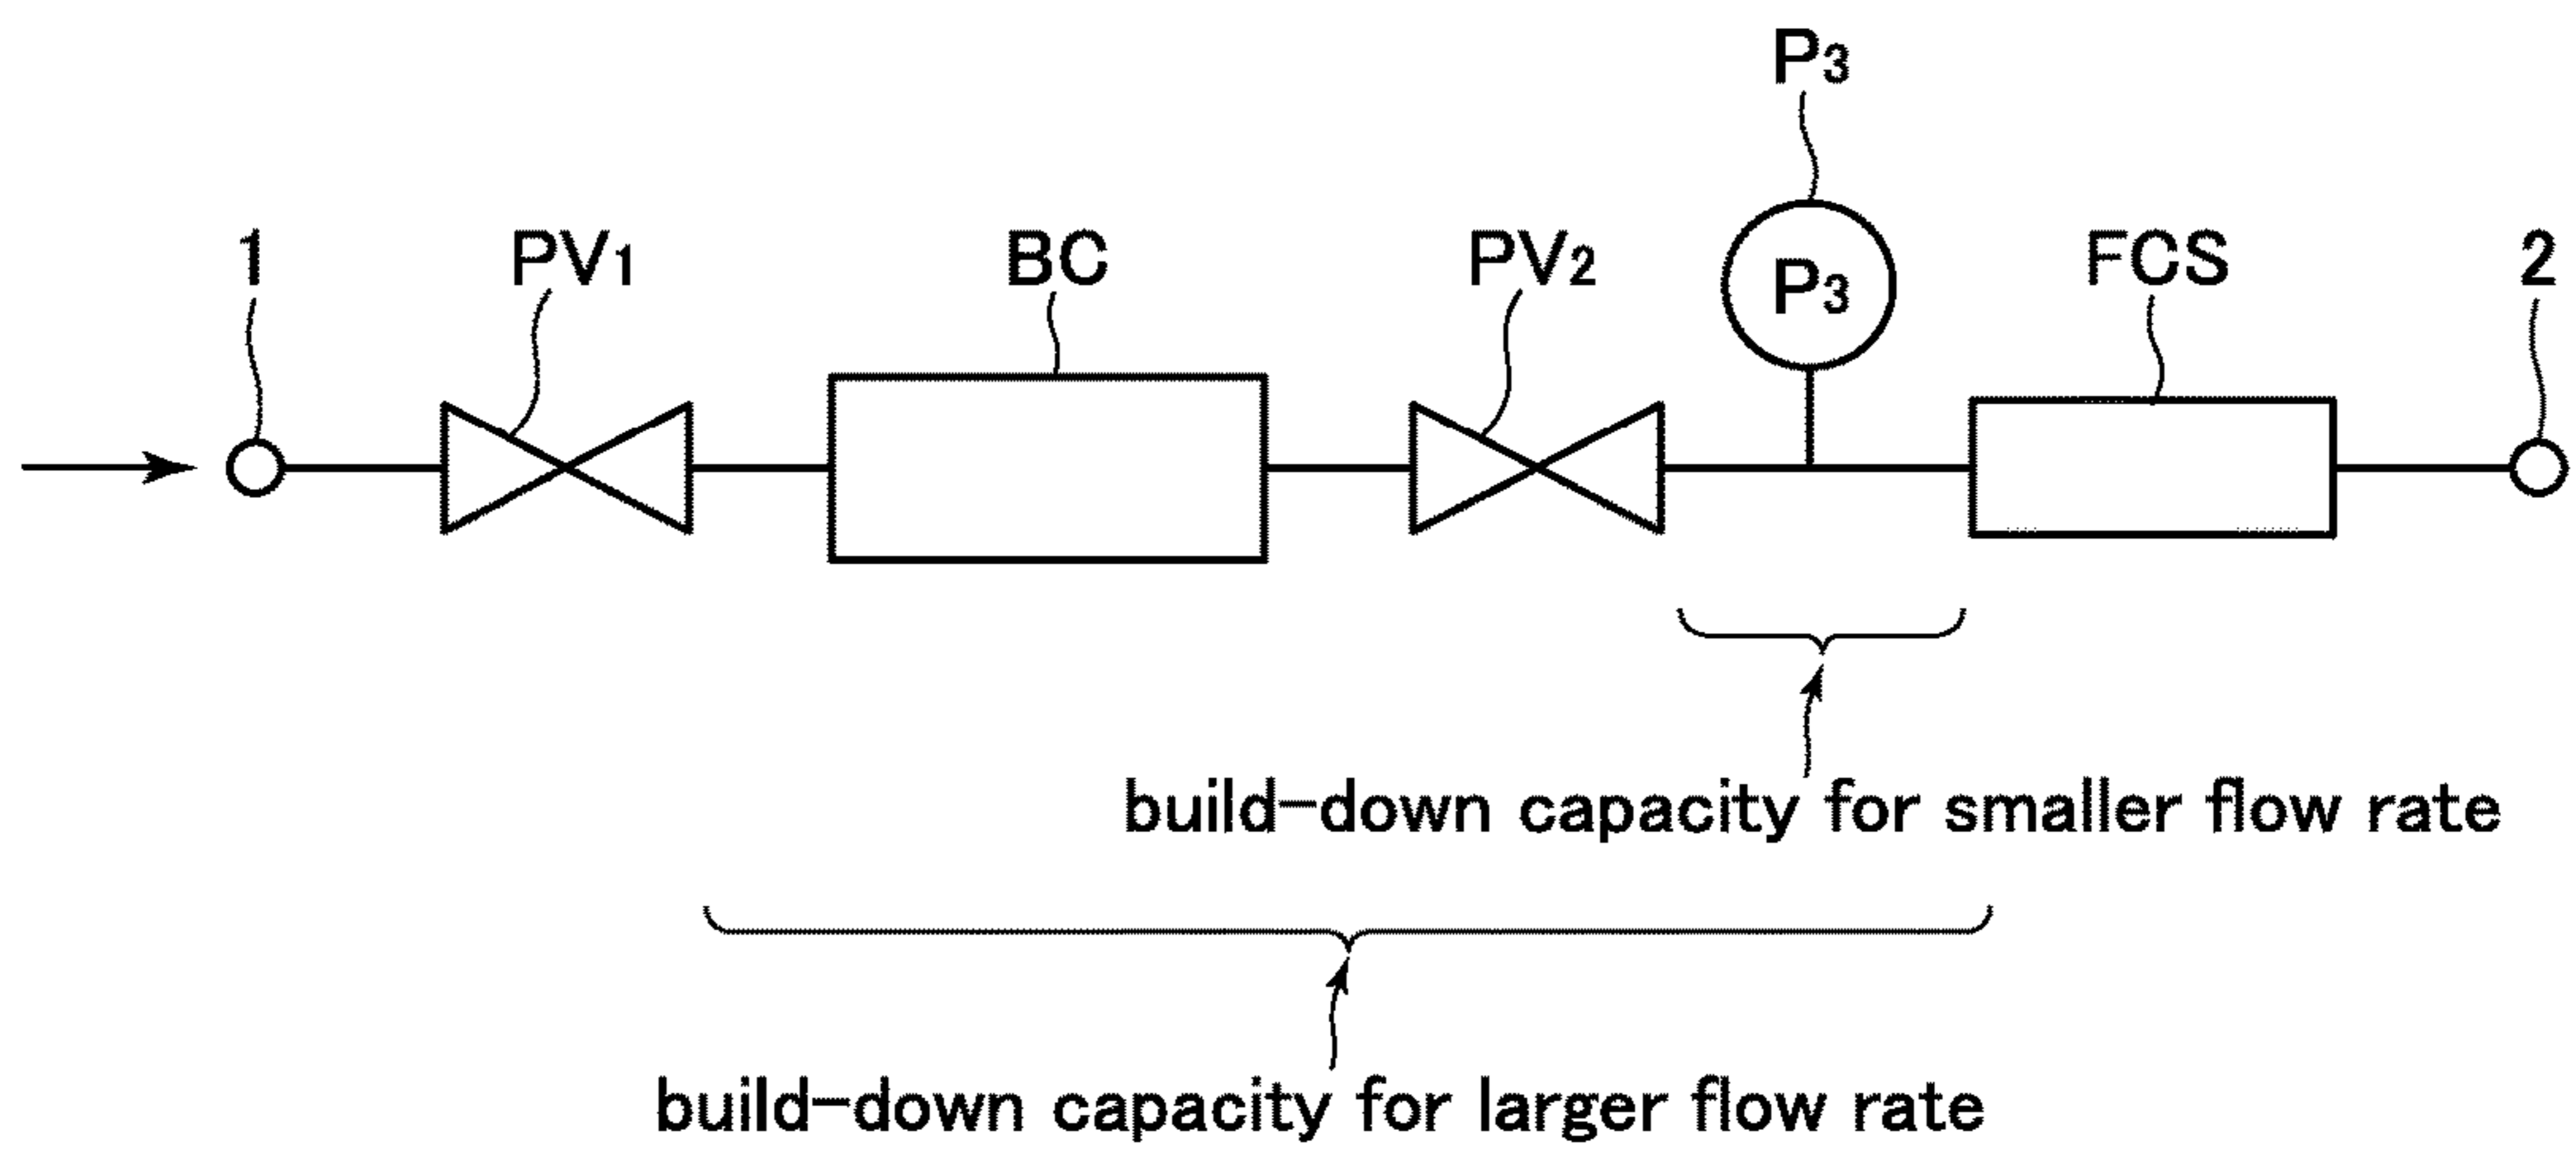 P3
1 PV1 BC PV2 P3 FCS 2
build-down capacity for smaller flow rate
build-down capacity for larger flow rate